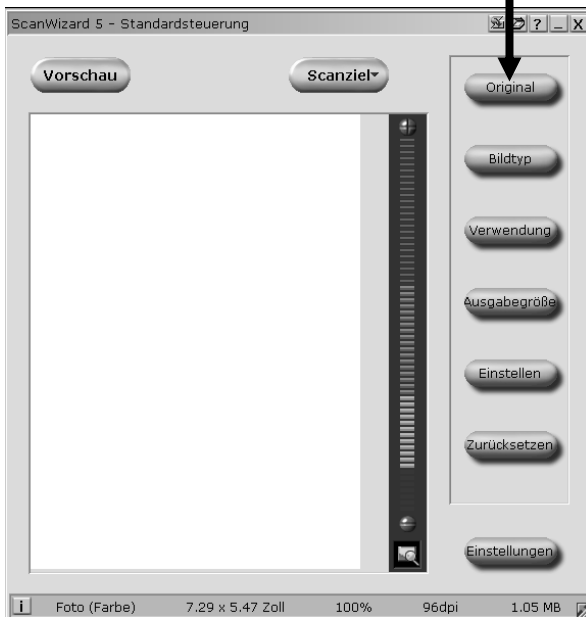 ScanWizard 5 - Standardsteuerung
Vorschau
Scanziel
Original
Bildtyp
Verwendung
Ausgabegröße
Einstellen
Zurücksetzen
Einstellungen
i Foto (Farbe) 7.29 x 5.47 Zoll 100% 96dpi 1.05 MB